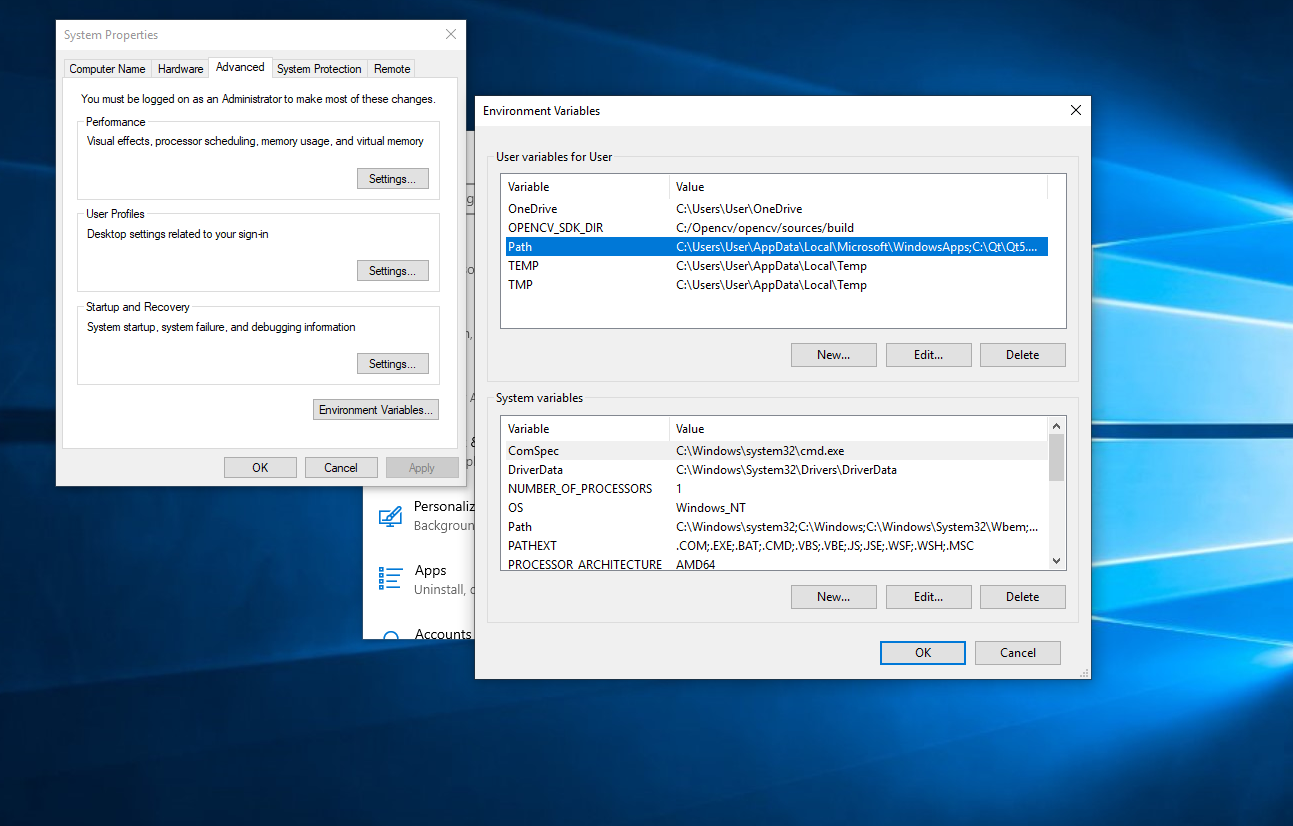 System Properties
Computer Name Hardware Advanced System Protection Remote
You must be logged on as an Administrator to make most of these changes.
Performance
Visual effects, processor scheduling, memory usage, and virtual memory
Settings...
User Profiles
Desktop settings related to your sign-in
Settings...
Startup and Recovery
System startup, system failure, and debugging information
Settings...
Environment Variables...
OK Cancel Apply
Personaliz
Backgroun
Apps
Uninstall,
Accounts
Environment Variables
User variables for User
Variable Value
OneDrive C:\Users\User\OneDrive
OPENCV_SDK_DIR C:/Opencv/opencv/sources/build
Path C:\Users\User\AppData\Local\Microsoft\WindowsApps;C:\Qt\Qt5....
TEMP C:\Users\User\AppData\Local\Temp
TMP C:\Users\User\AppData\Local\Temp
New... Edit... Delete
System variables
Variable Value
ComSpec C:\Windows\system32\cmd.exe
DriverData C:\Windows\System32\Drivers\DriverData
NUMBER_OF_PROCESSORS 1
OS Windows_NT
Path C:\Windows\system32;C:\Windows;C:\Windows\System32\Wbem;...
PATHEXT .COM;.EXE;.BAT;.CMD;.VBS;.VBE;.JS;.JSE;.WSF;.WSH;.MSC
PROCESSOR_ARCHITECTURE AMD64
New... Edit... Delete
OK Cancel